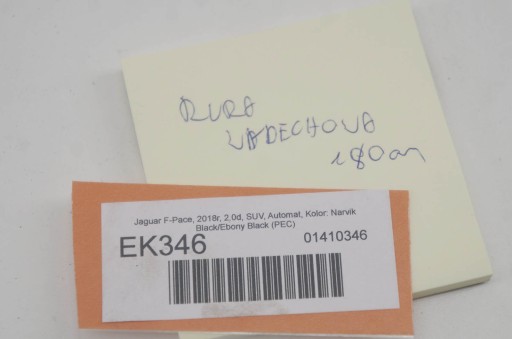 RURA
WDECHOWA
180cm
Jaguar F-Pace, 2018r, 2.0d, SUV, Automat, Kolor: Narvik
Black/Ebony Black (PEC)
EK346
01410346